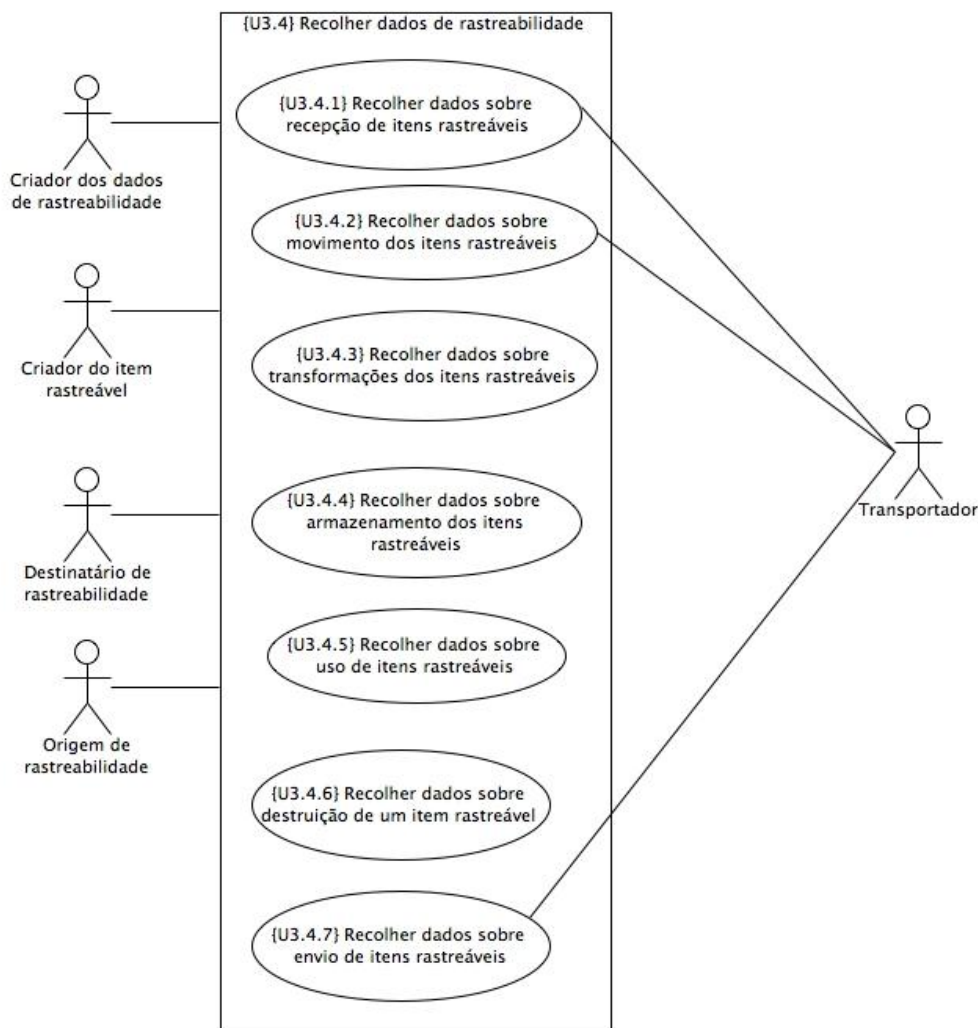 {U3.4} Recolher dados de rastreabilidade
{U3.4.1} Recolher dados sobre
recepção de itens rastreáveis
Criador dos dados
de rastreabilidade
{U3.4.2} Recolher dados sobre
movimento dos itens rastreáveis
{U3.4.3} Recolher dados sobre
transformações dos itens rastreáveis
Criador do item
rastreável
{U3.4.4} Recolher dados sobre
armazenamento dos itens
rastreáveis
Transportador
Destinatário de
rastreabilidade
{U3.4.5} Recolher dados sobre
uso de itens rastreáveis
Origem de
rastreabilidade
{U3.4.6} Recolher dados sobre
destruição de um item rastreável
{U3.4.7} Recolher dados sobre
envio de itens rastreáveis